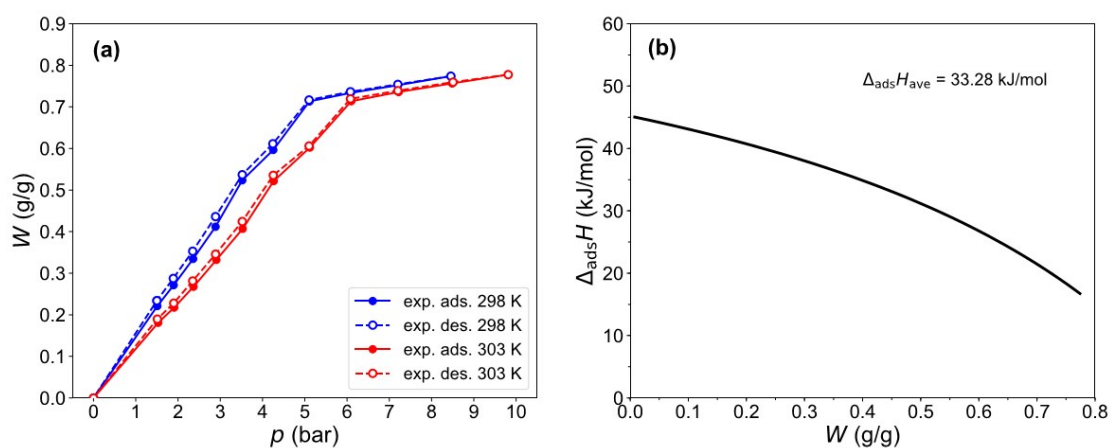 (a)
0.9
0.8
0.7
0.6
0.5
0.4
0.3
0.2
0.1
0.0
W (g/g)
0 1 2 3 4 5 6 7 8 9 10
p (bar)
exp. ads. 298 K
exp. des. 298 K
exp. ads. 303 K
exp. des. 303 K
(b)
Δ_ads H_ave = 33.28 kJ/mol
60
50
40
30
20
10
0
Δ_ads H (kJ/mol)
0.0 0.1 0.2 0.3 0.4 0.5 0.6 0.7 0.8
W (g/g)